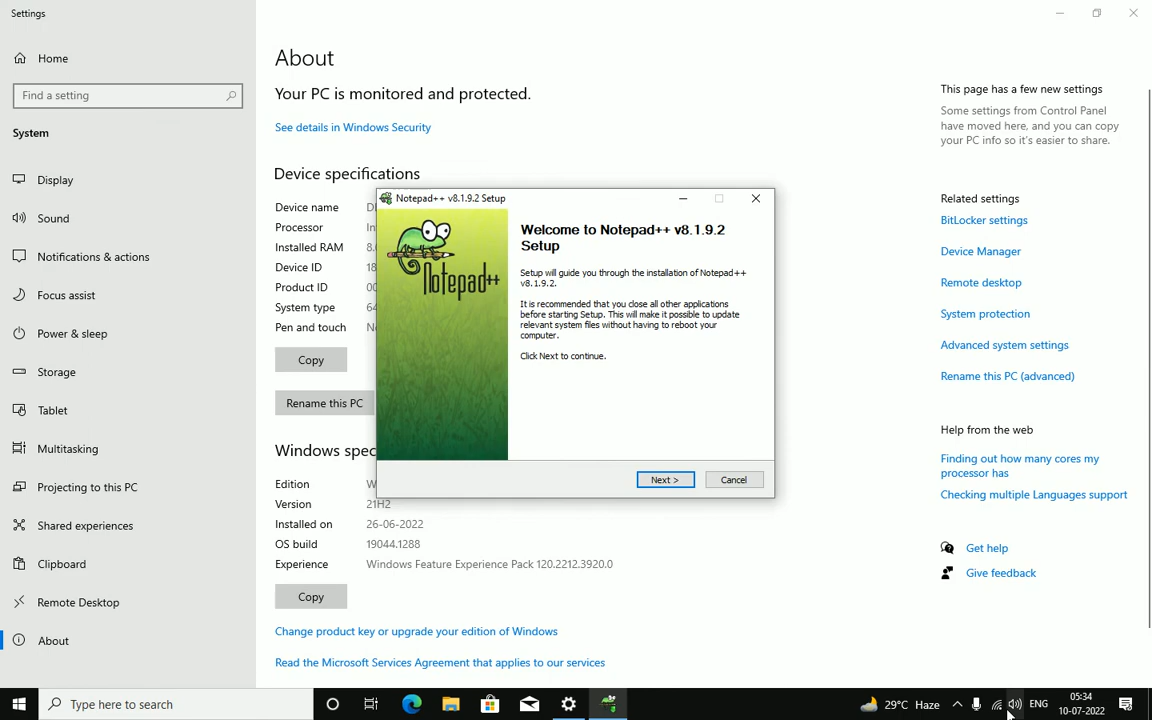 Settings
Home
Find a setting
System
Display
Sound
Notifications & actions
Focus assist
Power & sleep
Storage
Tablet
Multitasking
Projecting to this PC
Shared experiences
Clipboard
Remote Desktop
About
About
Your PC is monitored and protected.
See details in Windows Security
Device specifications
Device name
Processor
Installed RAM 8.
Device ID 18
Product ID 00
System type 64
Pen and touch
Copy
Rename this PC
Windows spec
Edition
Version 21H2
Installed on 26-06-2022
OS build 19044.1288
Experience Windows Feature Experience Pack 120.2212.3920.0
Copy
Change product key or upgrade your edition of Windows
Read the Microsoft Services Agreement that applies to our services
Notepad++ v8.1.9.2 Setup
Notepad++
Welcome to Notepad++ v8.1.9.2
Setup
Setup will guide you through the installation of Notepad++
v8.1.9.2.
It is recommended that you close all other applications
before starting Setup. This will make it possible to update
relevant system files without having to reboot your
computer.
Click Next to continue.
Next >
Cancel
This page has a few new settings
Some settings from Control Panel
have moved here, and you can copy
your PC info so it's easier to share.
Related settings
BitLocker settings
Device Manager
Remote desktop
System protection
Advanced system settings
Rename this PC (advanced)
Help from the web
Finding out how many cores my
processor has
Checking multiple Languages support
Get help
Give feedback
Type here to search
29°C Haze
ENG
05:34
10-07-2022